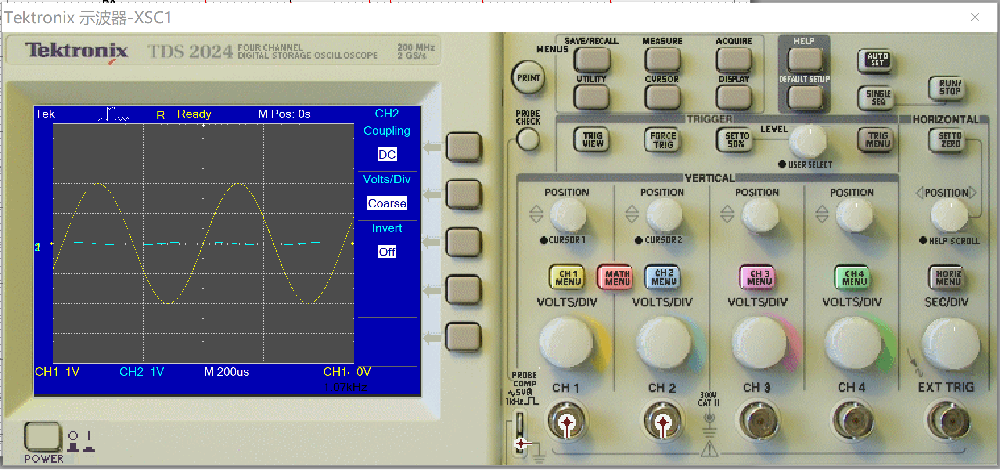 Tektronix 示波器-XSC1
Tektronix TDS 2024 FOUR CHANNEL
DIGITAL STORAGE OSCILLOSCOPE
200 MHz
2 GS/s
Tek R Ready M Pos: 0s CH2
Coupling
DC
Volts/Div
Coarse
Invert
Off
2
1
CH1 1V CH2 1V M 200us CH1 0V
1.07kHz
POWER
MENUS
SAVE/RECALL MEASURE ACQUIRE HELP
AUTO
SET
PRINT
UTILITY CURSOR DISPLAY DEFAULT SETUP
SINGLE
SEQ
RUN/
STOP
PROBE
CHECK
TRIGGER HORIZONTAL
TRIG
VIEW
FORCE
TRIG
SET TO
50%
LEVEL
TRIG
MENU
SET TO
ZERO
USER SELECT
VERTICAL
POSITION POSITION POSITION POSITION POSITION
CURSOR 1 CURSOR 2 HELP SCROLL
CH 1
MENU
MATH
MENU
CH 2
MENU
CH 3
MENU
CH 4
MENU
HORIZ
MENU
VOLTS/DIV VOLTS/DIV VOLTS/DIV VOLTS/DIV SEC/DIV
PROBE
COMP
~5V@
1kHz
CH 1 CH 2 CH 3 CH 4 EXT TRIG
300V
CAT II